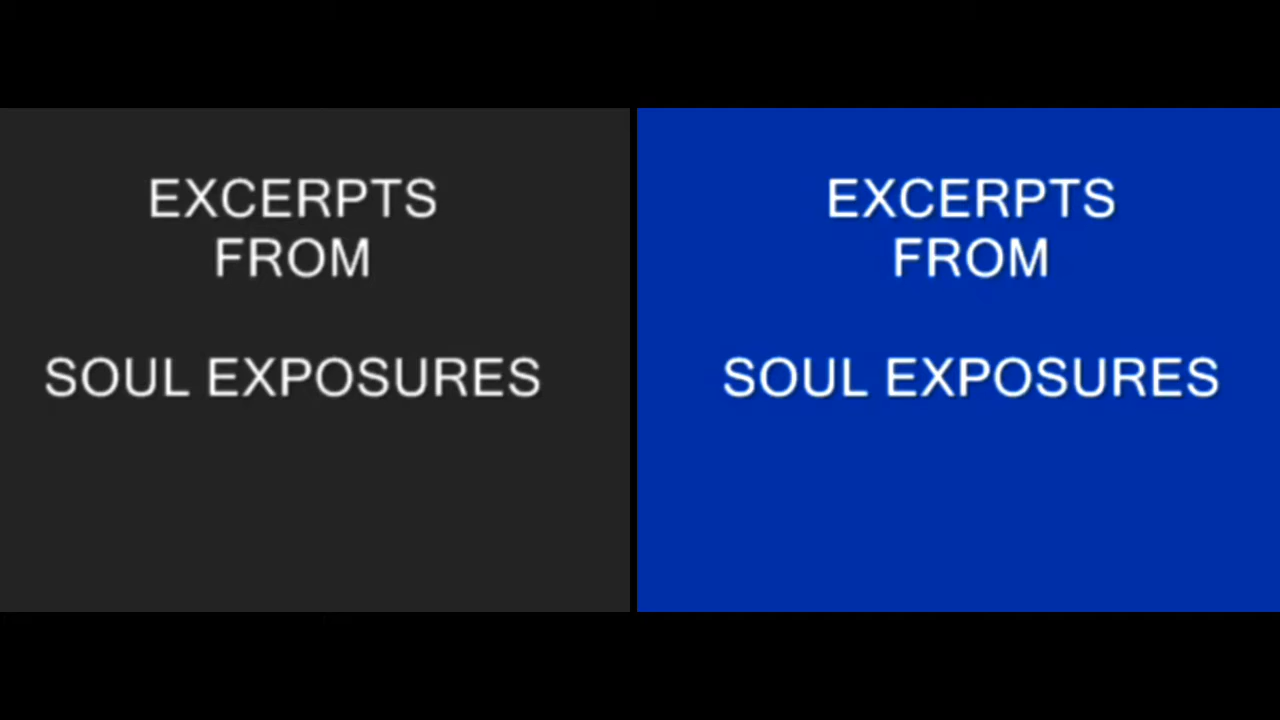 EXCERPTS
FROM
SOUL EXPOSURES
EXCERPTS
FROM
SOUL EXPOSURES